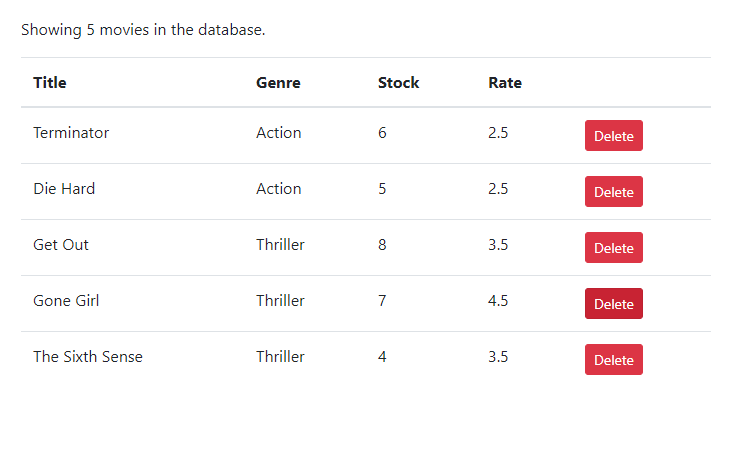 Showing 5 movies in the database.
Title Genre Stock Rate
Terminator Action 6 2.5 Delete
Die Hard Action 5 2.5 Delete
Get Out Thriller 8 3.5 Delete
Gone Girl Thriller 7 4.5 Delete
The Sixth Sense Thriller 4 3.5 Delete